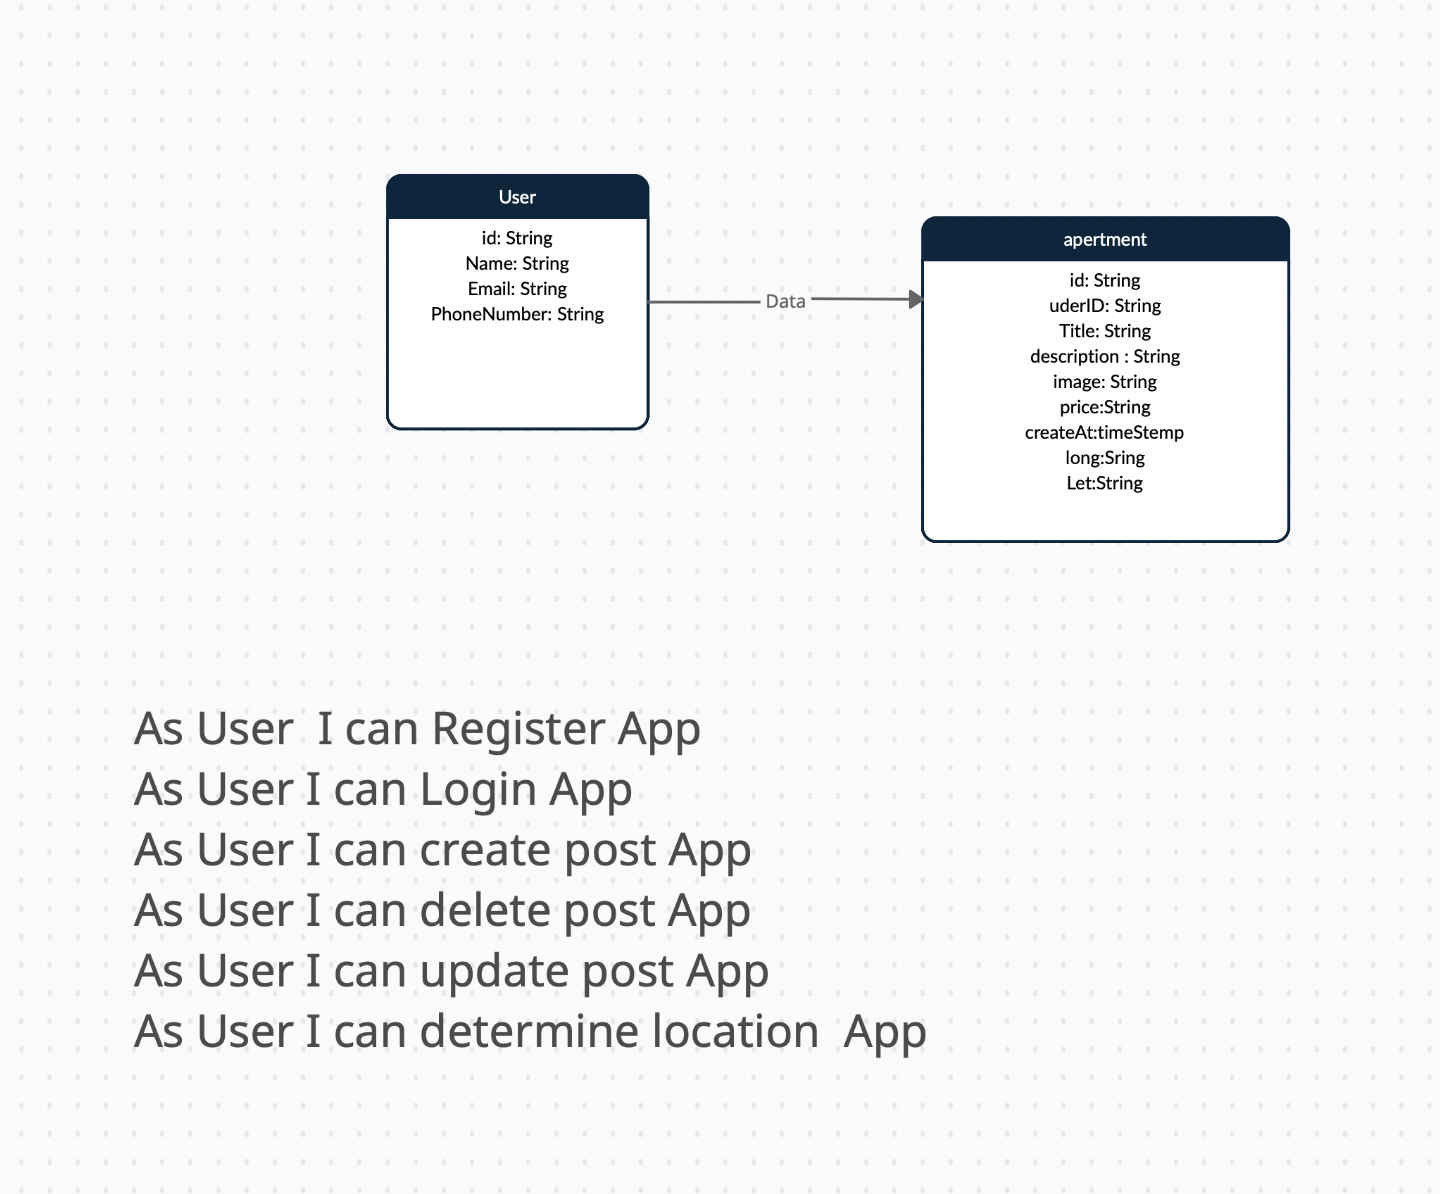 User
id: String
Name: String
Email: String
PhoneNumber: String
Data
apertment
id: String
uderID: String
Title: String
description : String
image: String
price:String
createAt:timeStemp
long:Sring
Let:String
As User  I can Register App
As User I can Login App
As User I can create post App
As User I can delete post App
As User I can update post App
As User I can determine location  App